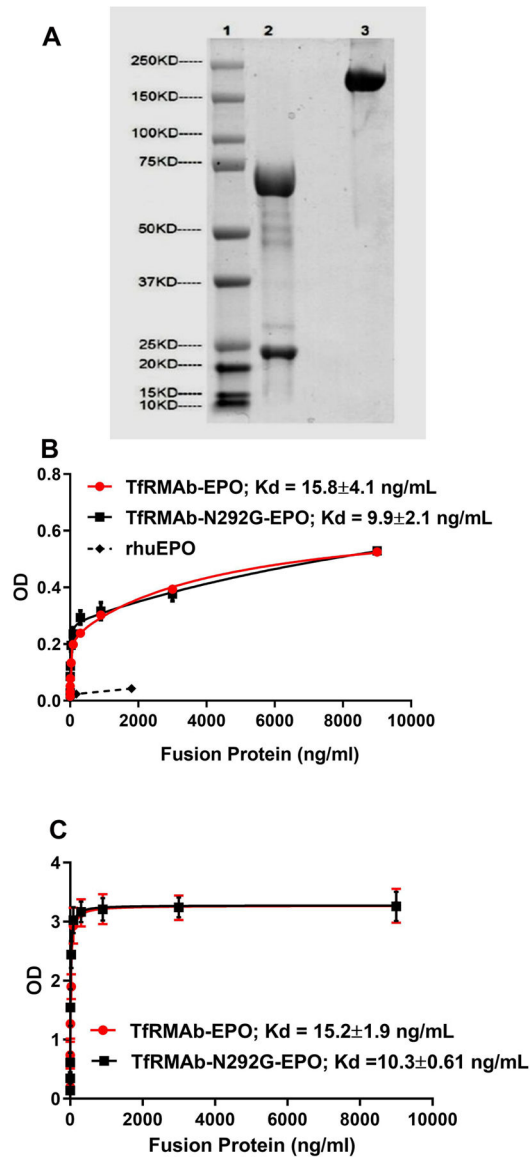 A
1 2 3
250KD-----
150KD-----
100KD-----
75KD-----
50KD-----
37KD-----
25KD-----
20KD-----
15KD-----
10KD-----
B
TfRMAb-EPO; Kd = 15.8±4.1 ng/mL
TfRMAb-N292G-EPO; Kd = 9.9±2.1 ng/mL
rhuEPO
OD
0.8
0.6
0.4
0.2
0.0
0 2000 4000 6000 8000 10000
Fusion Protein (ng/ml)
C
OD
4
3
2
1
0
TfRMAb-EPO; Kd = 15.2±1.9 ng/mL
TfRMAb-N292G-EPO; Kd =10.3±0.61 ng/mL
0 2000 4000 6000 8000 10000
Fusion Protein (ng/mL)